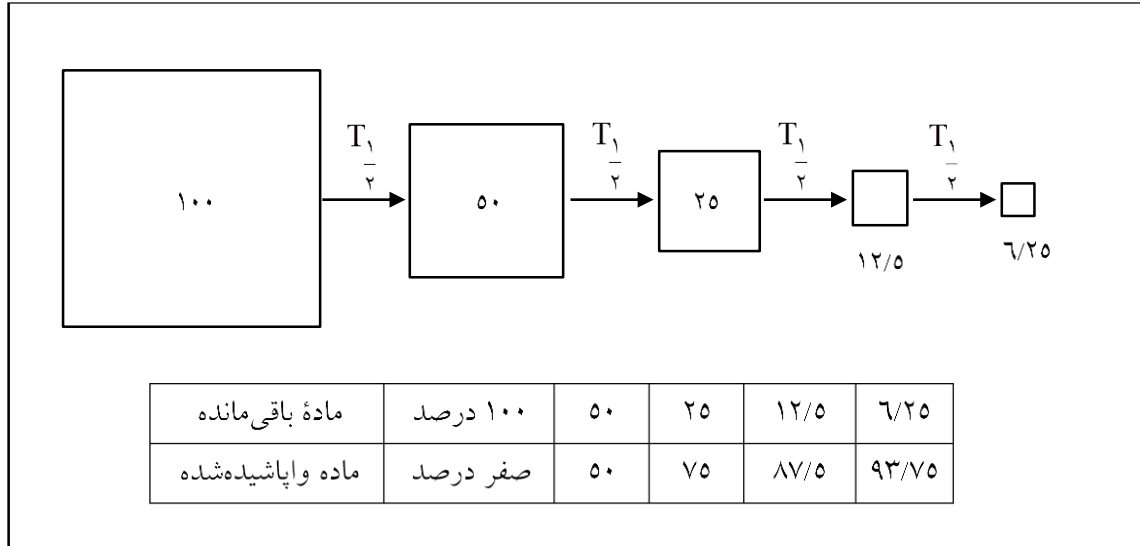 T۱/۲ T۱/۲ T۱/۲ T۱/۲
۱۰۰ ۵۰ ۲۵
۱۲/۵ ۶/۲۵
مادهٔ باقی‌مانده ۱۰۰ درصد ۵۰ ۲۵ ۱۲/۵ ۶/۲۵
ماده واپاشیده‌شده صفر درصد ۵۰ ۷۵ ۸۷/۵ ۹۳/۷۵